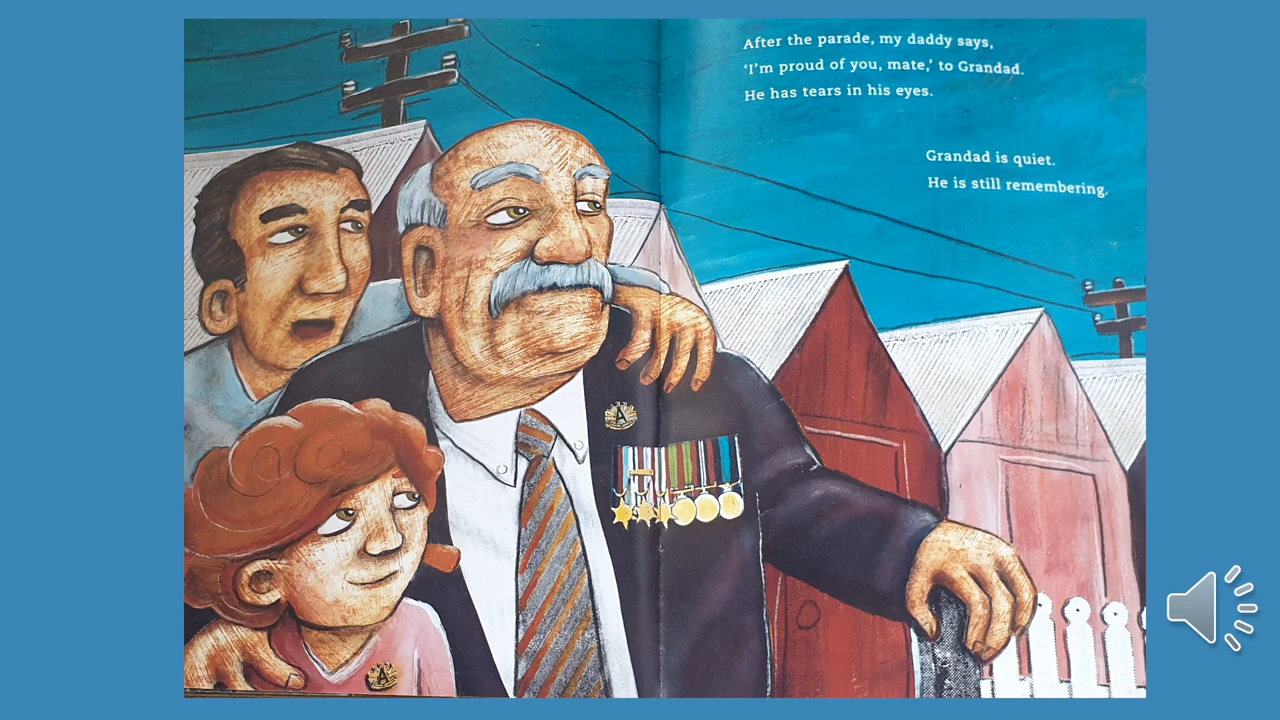 After the parade, my daddy says,
‘I’m proud of you, mate,’ to Grandad.
He has tears in his eyes.
Grandad is quiet.
He is still remembering.
A
A